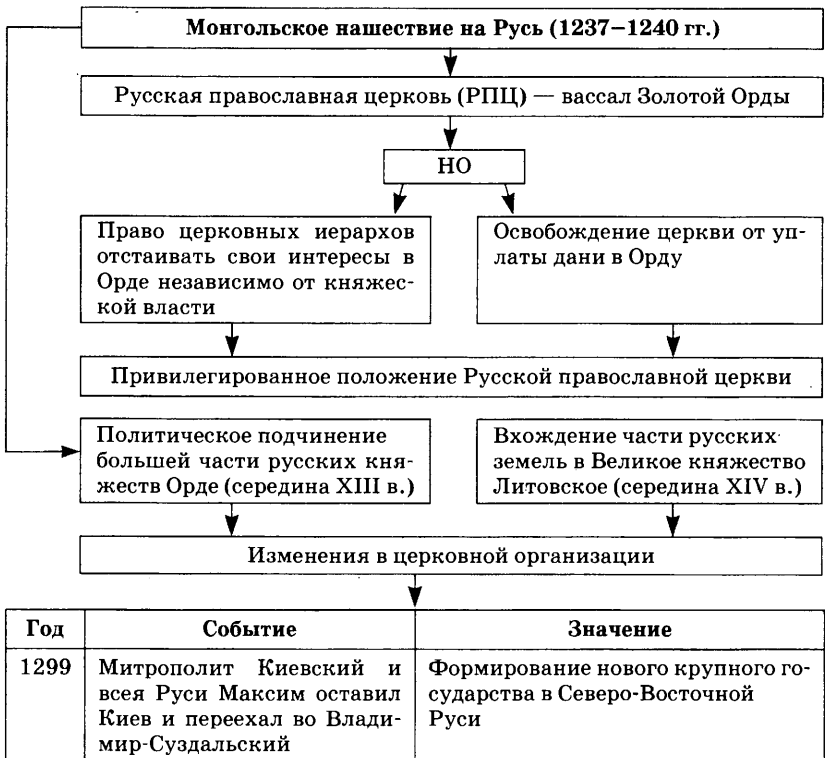 Монгольское нашествие на Русь (1237—1240 гг.)
Русская православная церковь (РПЦ) — вассал Золотой Орды
НО
Право церковных иерархов
отстаивать свои интересы в
Орде независимо от княжес-
кой власти
Освобождение церкви от уп-
латы дани в Орду
Привилегированное положение Русской православной церкви
Политическое подчинение
большей части русских кня-
жеств Орде (середина XIII в.)
Вхождение части русских
земель в Великое княжество
Литовское (середина XIV в.)
Изменения в церковной организации
Год Событие Значение
1299 Митрополит Киевский и Формирование нового крупного го-
всея Руси Максим оставил сударства в Северо-Восточной
Киев и переехал во Влади- Руси
мир-Суздальский